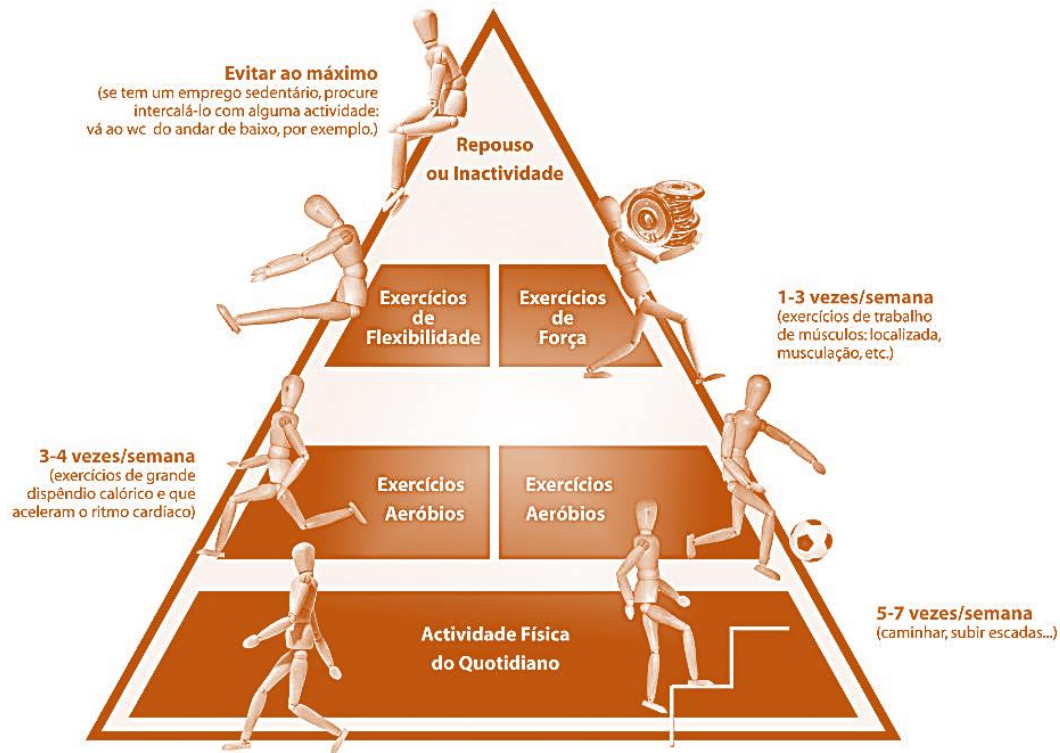 Evitar ao máximo
(se tem um emprego sedentário, procure
intercalá-lo com alguma actividade:
vá ao wc do andar de baixo, por exemplo.)
Repouso
ou Inactividade
Exercícios
de
Flexibilidade
Exercícios
de
Força
1-3 vezes/semana
(exercícios de trabalho
de músculos: localizada,
musculação, etc.)
3-4 vezes/semana
(exercícios de grande
dispêndio calórico e que
aceleram o ritmo cardíaco)
Exercícios
Aeróbios
Exercícios
Aeróbios
5-7 vezes/semana
(caminhar, subir escadas...)
Actividade Física
do Quotidiano